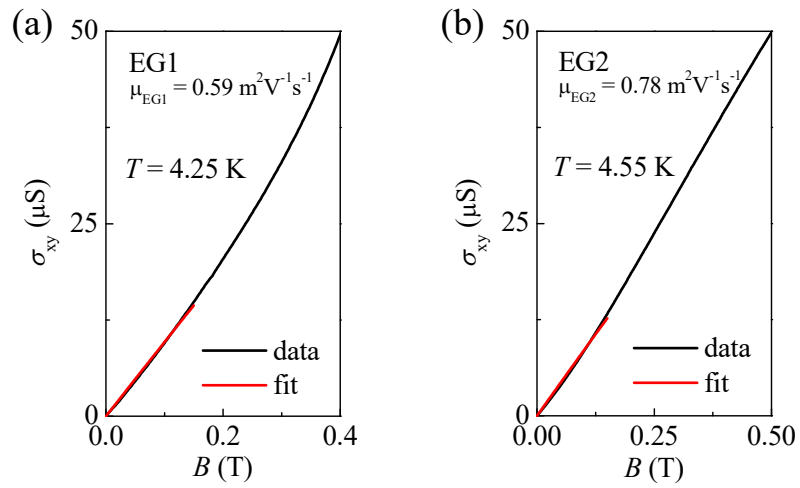 (a)
50
25
0
σxy (μS)
EG1
μEG1 = 0.59 m²V⁻¹s⁻¹
T = 4.25 K
data
fit
0.0
0.2
0.4
B (T)
(b)
50
25
0
σxy (μS)
EG2
μEG2 = 0.78 m²V⁻¹s⁻¹
T = 4.55 K
data
fit
0.00
0.25
0.50
B (T)